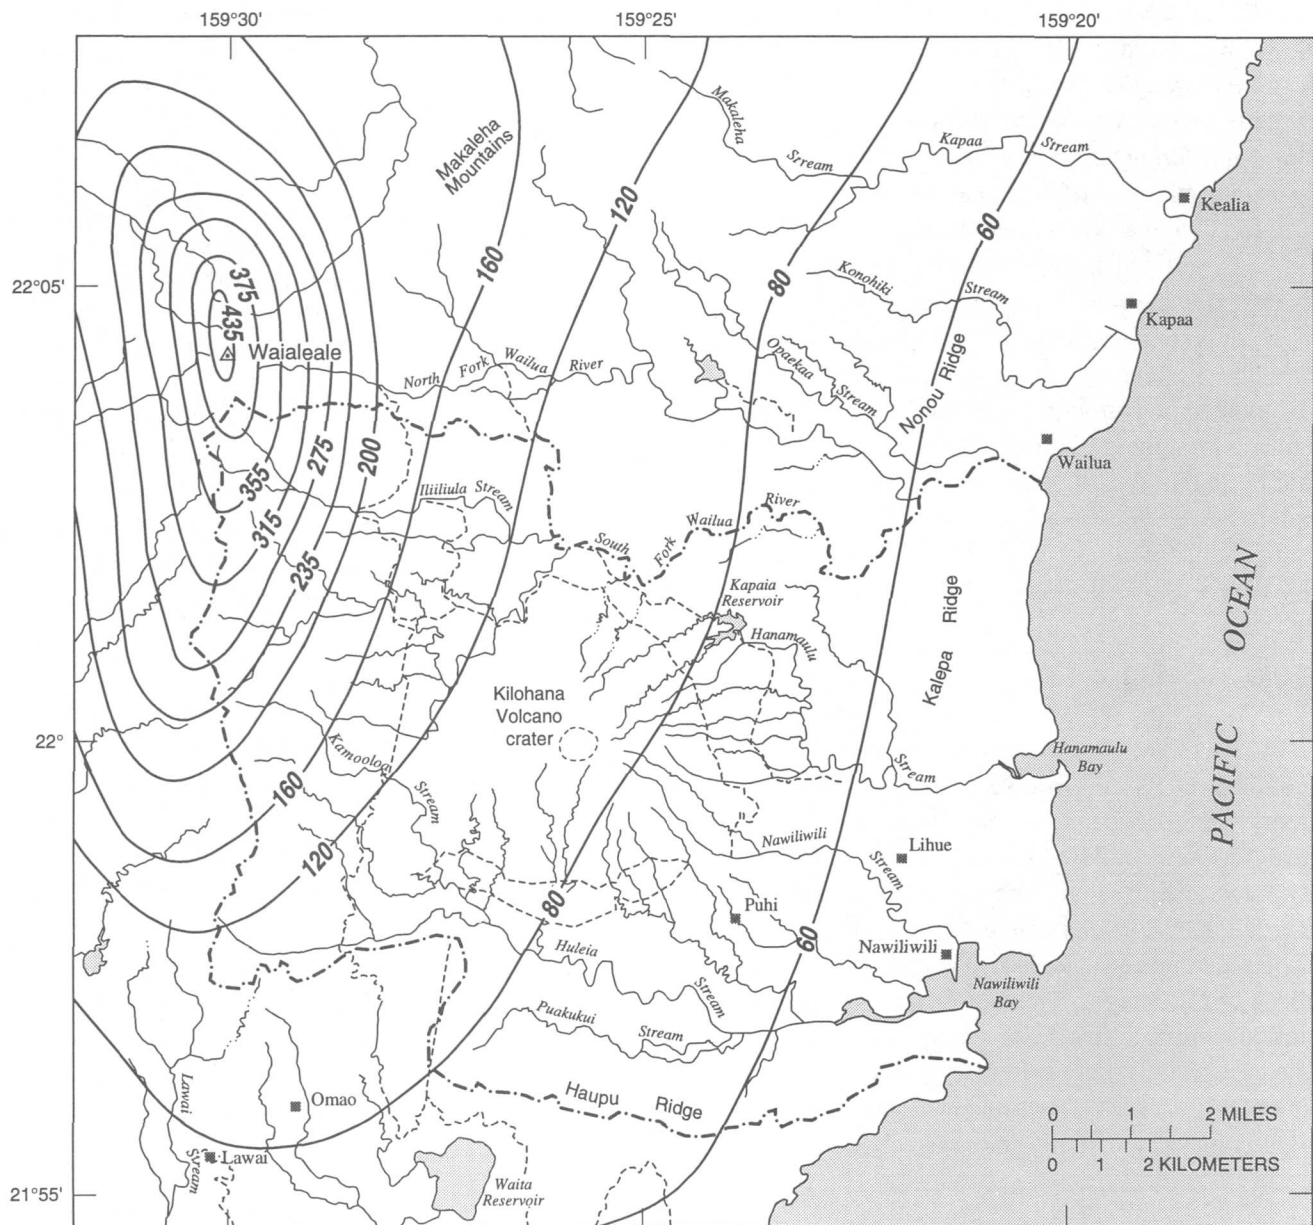 159°30'
159°25'
159°20'
Makaleha
Mountains
Makaleha
Stream
Kapaa
Stream
Kealia
120
60
160
80
22°05'
375
435
Waialeale
Konohiki
Stream
Kapaa
North
Fork
Wailua
River
Opaekaa
Stream
Nonou Ridge
Wailua
275
200
355
315
235
Iliiliula
Stream
South
Fork
Wailua
River
Kapaia
Reservoir
Hanamaulu
Stream
Kalepa Ridge
PACIFIC OCEAN
Kilohana
Volcano
crater
22°
Kamooloa
Stream
Hanamaulu
Bay
160
120
80
60
Nawiliwili
Stream
Lihue
Puhi
Nawiliwili
Nawiliwili
Bay
Huleia
Stream
Puakukui
Stream
Haupu Ridge
Lawai
Stream
Omao
Lawai
Waita
Reservoir
21°55'
0 1 2 MILES
0 1 2 KILOMETERS